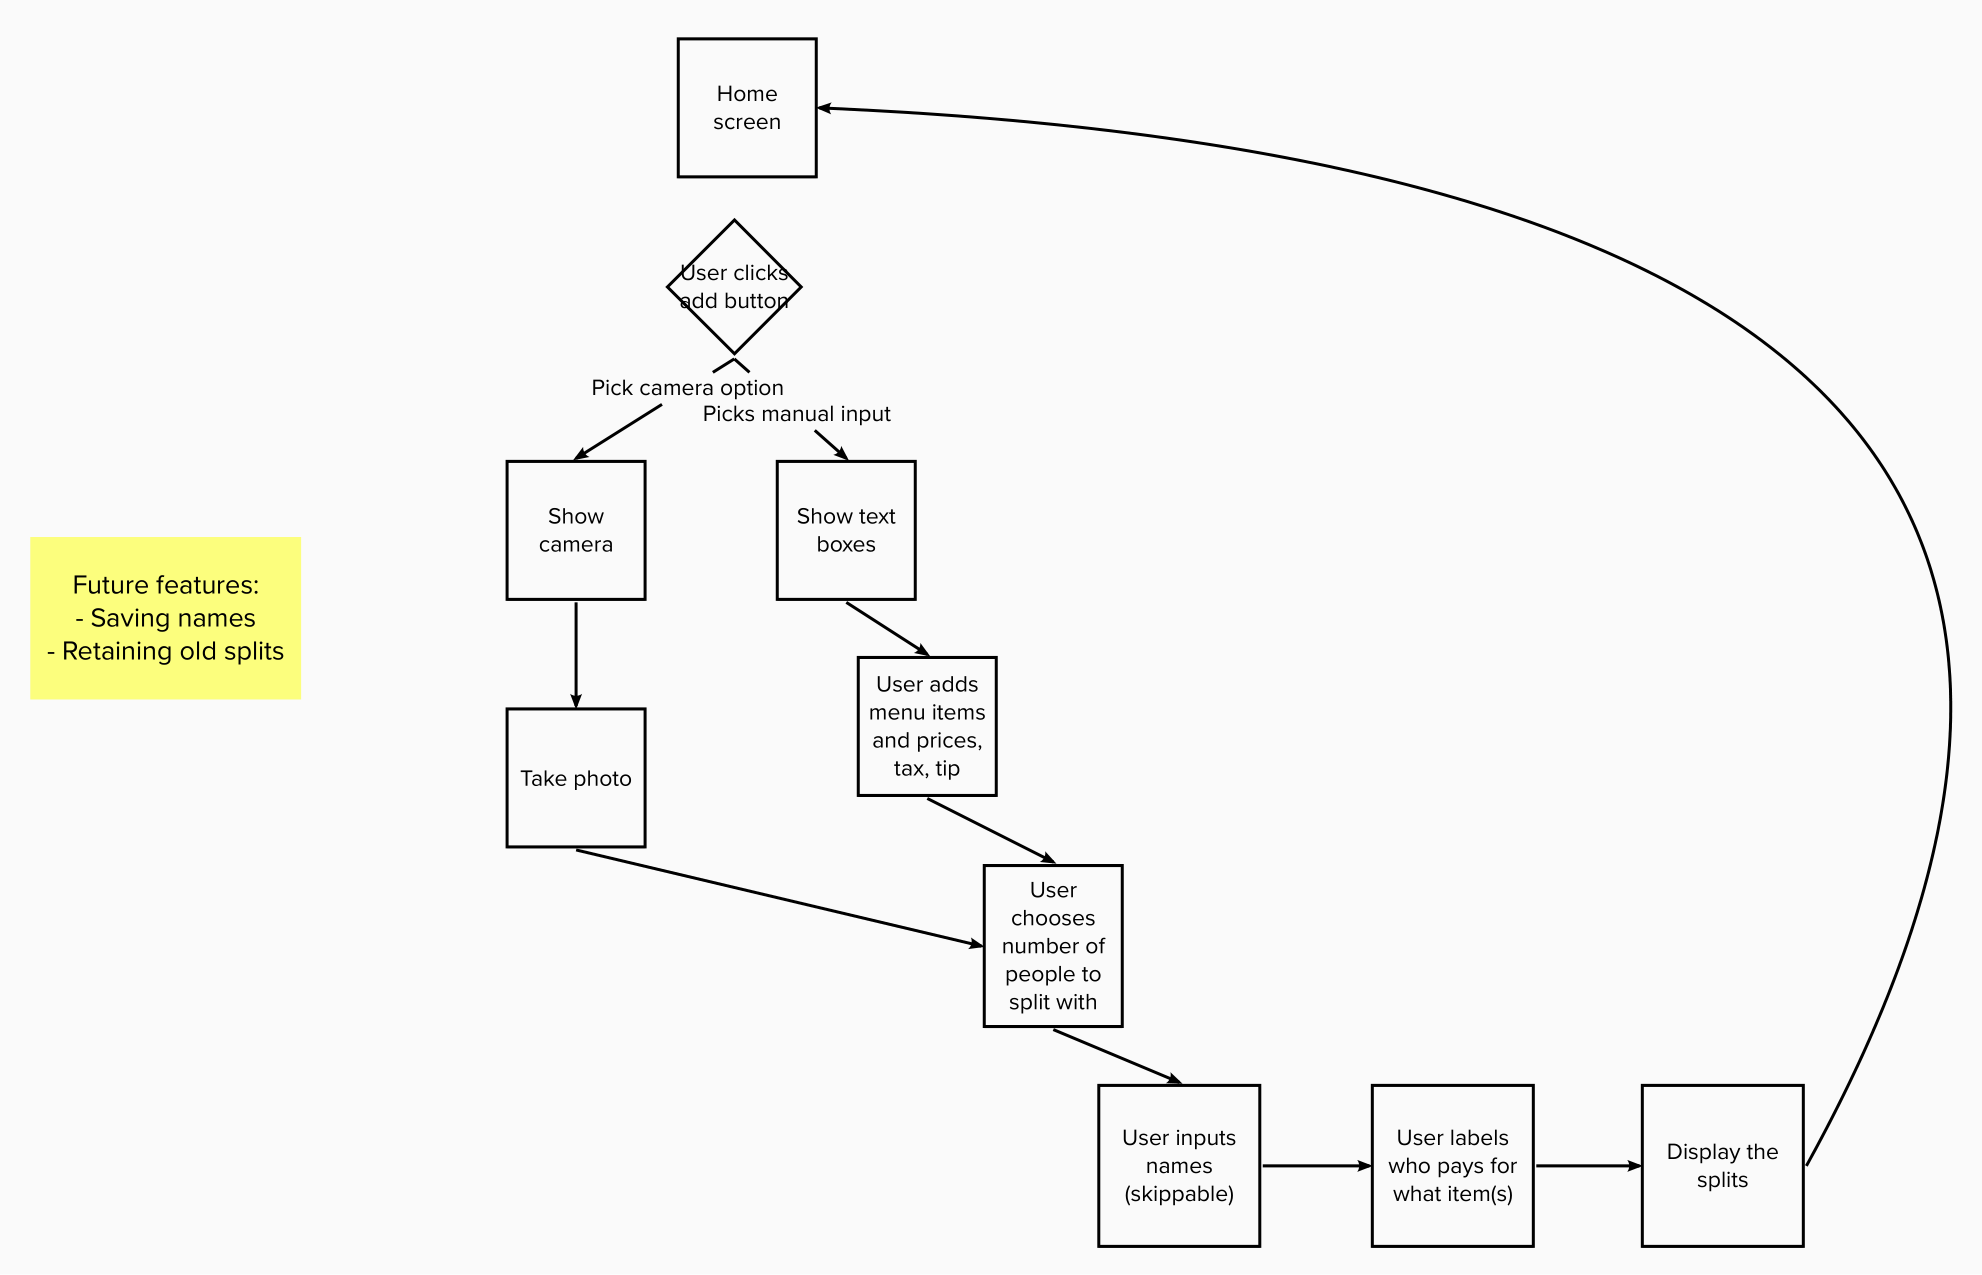 Home
screen
User clicks
add button
Pick camera option
Picks manual input
Show
camera
Show text
boxes
Future features:
- Saving names
- Retaining old splits
User adds
menu items
and prices,
tax, tip
Take photo
User
chooses
number of
people to
split with
User inputs
names
(skippable)
User labels
who pays for
what item(s)
Display the
splits